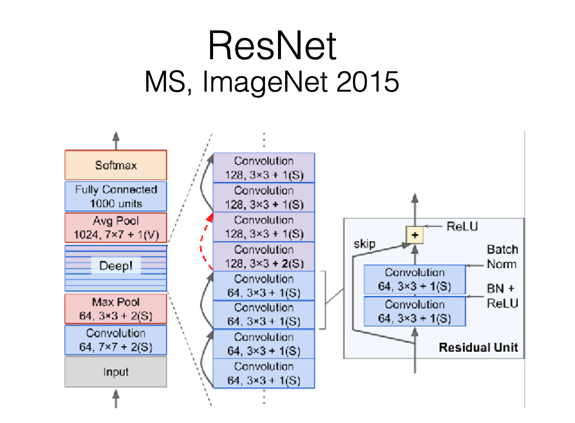 ResNet
MS, ImageNet 2015
Softmax
Fully Connected
1000 units
Avg Pool
1024, 7×7 + 1(V)
Deep!
Max Pool
64, 3×3 + 2(S)
Convolution
64, 7×7 + 2(S)
Input
Convolution
128, 3×3 + 1(S)
Convolution
128, 3×3 + 1(S)
Convolution
128, 3×3 + 1(S)
Convolution
128, 3×3 + 2(S)
Convolution
64, 3×3 + 1(S)
Convolution
64, 3×3 + 1(S)
Convolution
64, 3×3 + 1(S)
Convolution
64, 3×3 + 1(S)
ReLU
+
skip
Batch
Norm
Convolution
64, 3×3 + 1(S)
BN +
ReLU
Convolution
64, 3×3 + 1(S)
Residual Unit